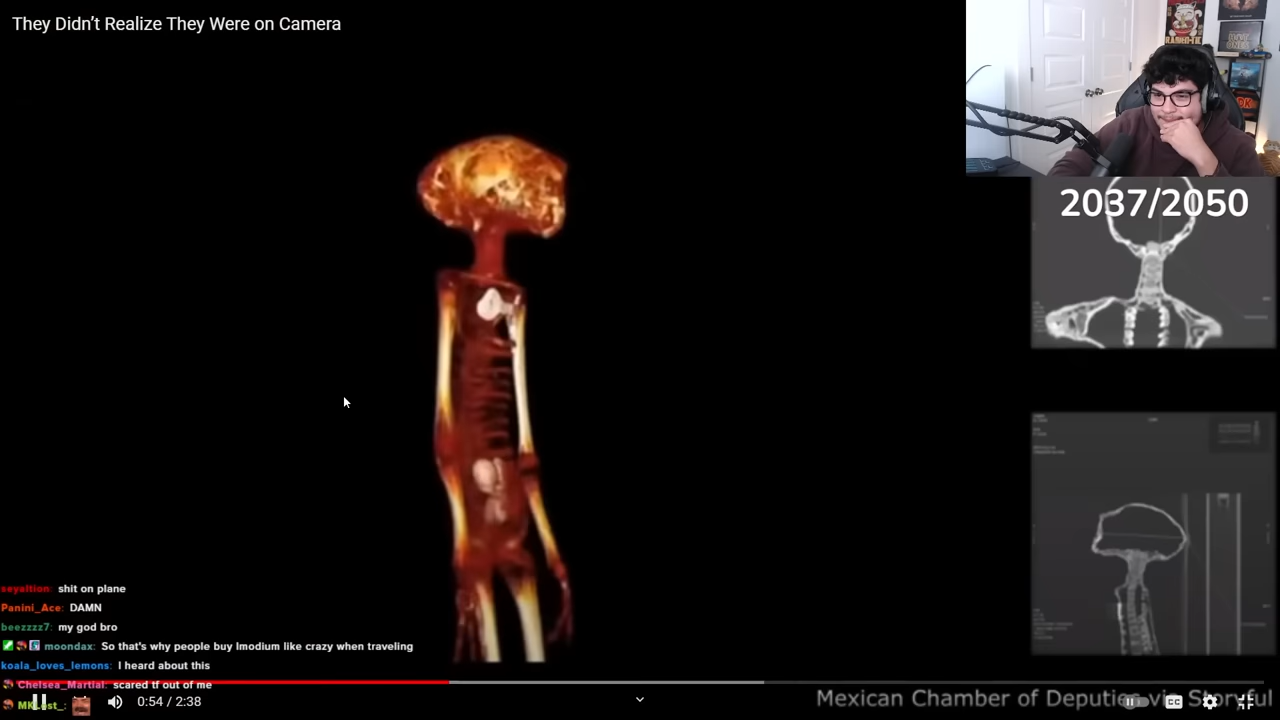 They Didn’t Realize They Were on Camera
2037/2050
seyaltion: shit on plane
Panini_Ace: DAMN
beezzzz7: my god bro
moondax: So that's why people buy Imodium like crazy when traveling
koala_loves_lemons: I heard about this
Chelsea_Martial: scared tf out of me
0:54 / 2:38
CC
Mexican Chamber of Deputies via Storyful